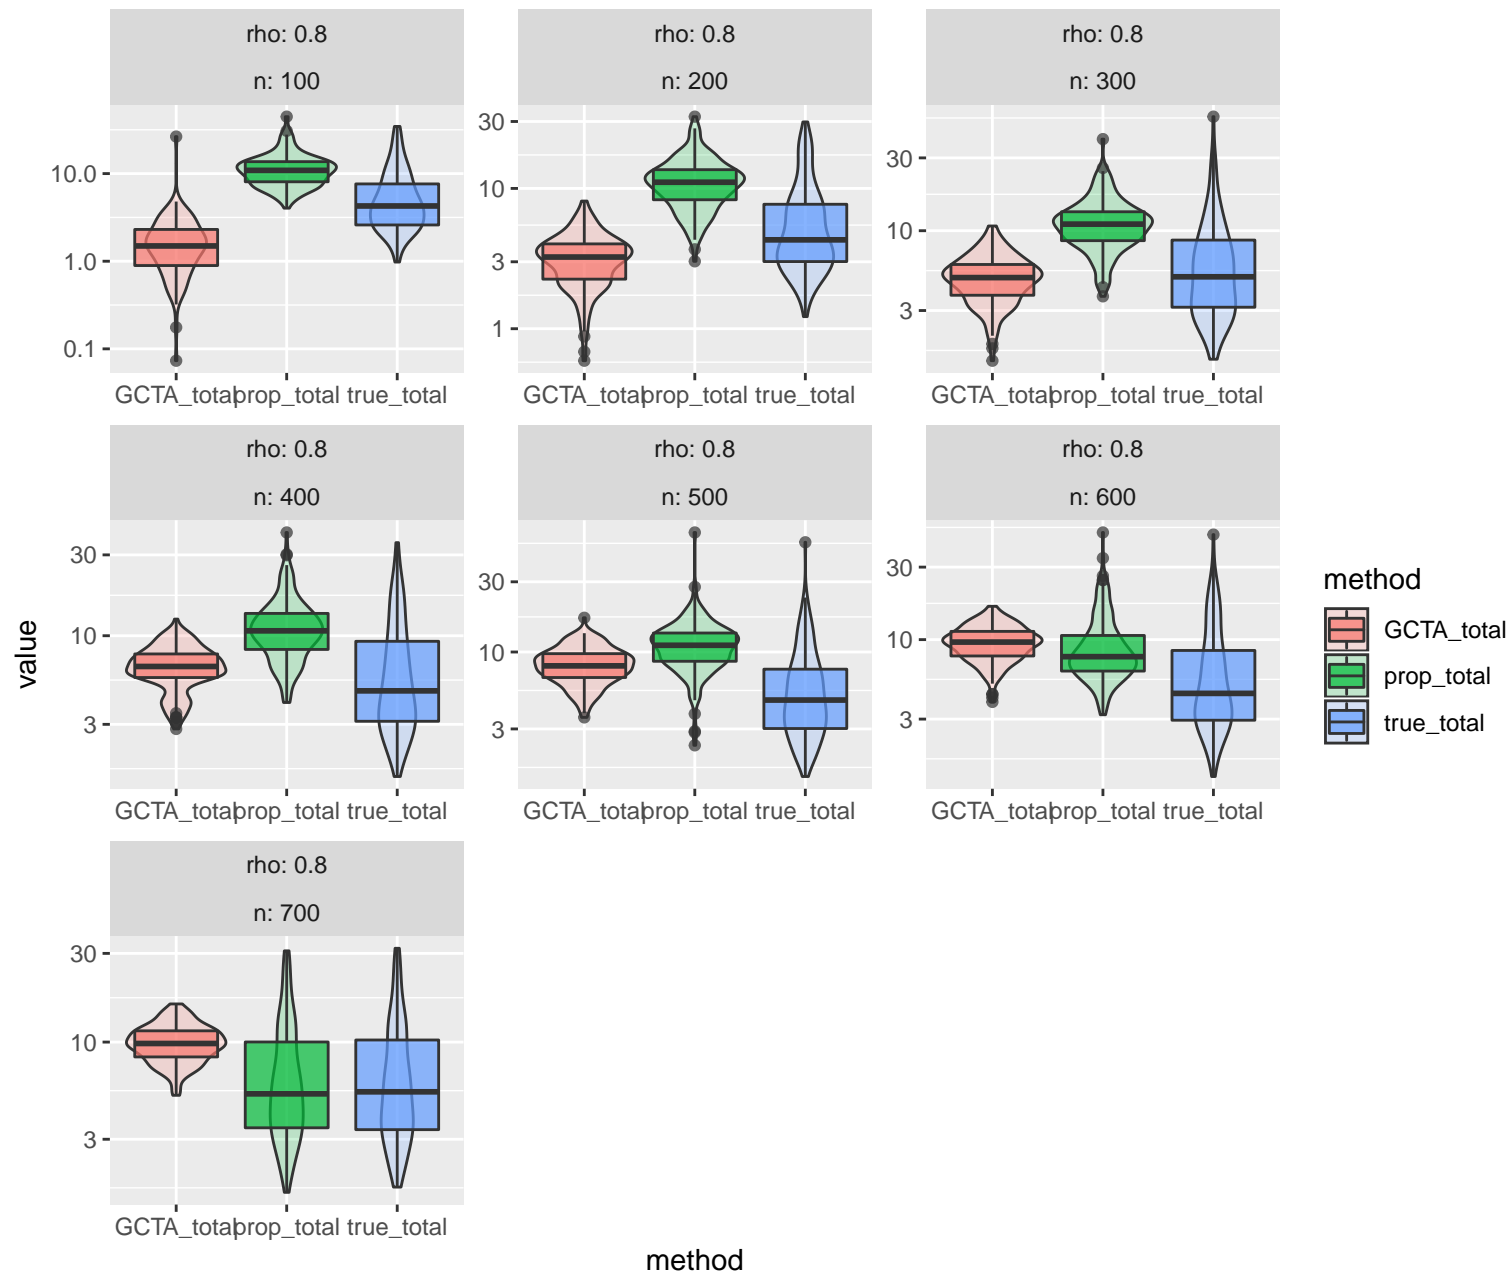 rho: 0.8
n: 100
10.0
1.0
0.1
GCTA_total prop_total true_total
rho: 0.8
n: 200
30
10
3
1
GCTA_total prop_total true_total
rho: 0.8
n: 300
30
10
3
GCTA_total prop_total true_total
rho: 0.8
n: 400
30
10
3
GCTA_total prop_total true_total
rho: 0.8
n: 500
30
10
3
GCTA_total prop_total true_total
rho: 0.8
n: 600
30
10
3
GCTA_total prop_total true_total
rho: 0.8
n: 700
30
10
3
GCTA_total prop_total true_total
value
method
method
GCTA_total
prop_total
true_total